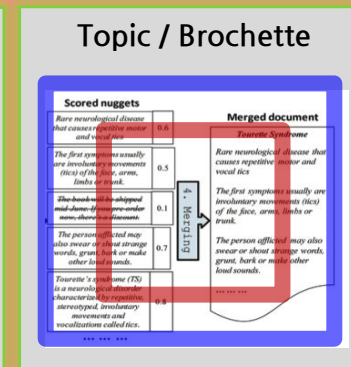 Topic / Brochette
Scored nuggets
Rare neurological disease
that causes repetitive motor
and vocal tics
0.6
The first symptoms usually
are involuntary movements
(tics) of the face, arms,
limbs or trunk.
0.5
The book will be shipped
mid-June. If you pre-order
now, there's a discount.
0.1
The person afflicted may
also swear or shout strange
words, grunt, bark or make
other loud sounds.
0.7
Tourette's syndrome (TS)
is a neurological disorder
characterized by repetitive,
stereotyped, involuntary
movements and
vocalizations called tics.
0.8
... ... ...
4. Merging
Merged document
Tourette Syndrome
Rare neurological disease that
causes repetitive motor and
vocal tics
The first symptoms usually are
involuntary movements (tics)
of the face, arms, limbs or
trunk.
The person afflicted may also
swear or shout strange words,
grunt, bark or make other
loud sounds.
... ... ...